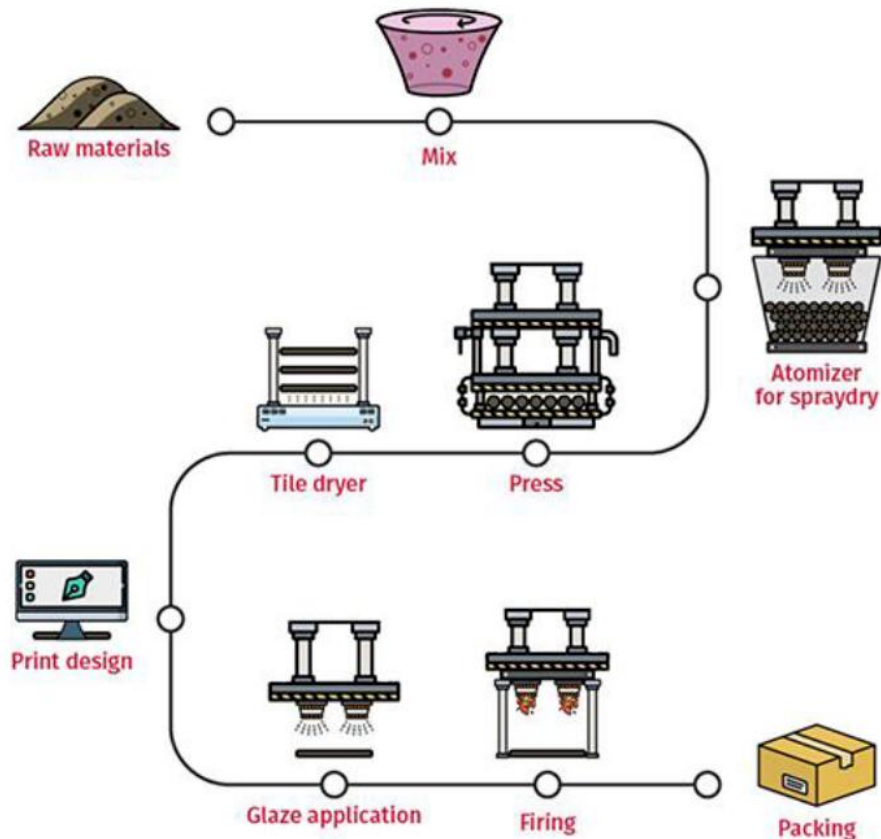 Raw materials
Mix
Atomizer
for spraydry
Press
Tile dryer
Print design
Glaze application
Firing
Packing